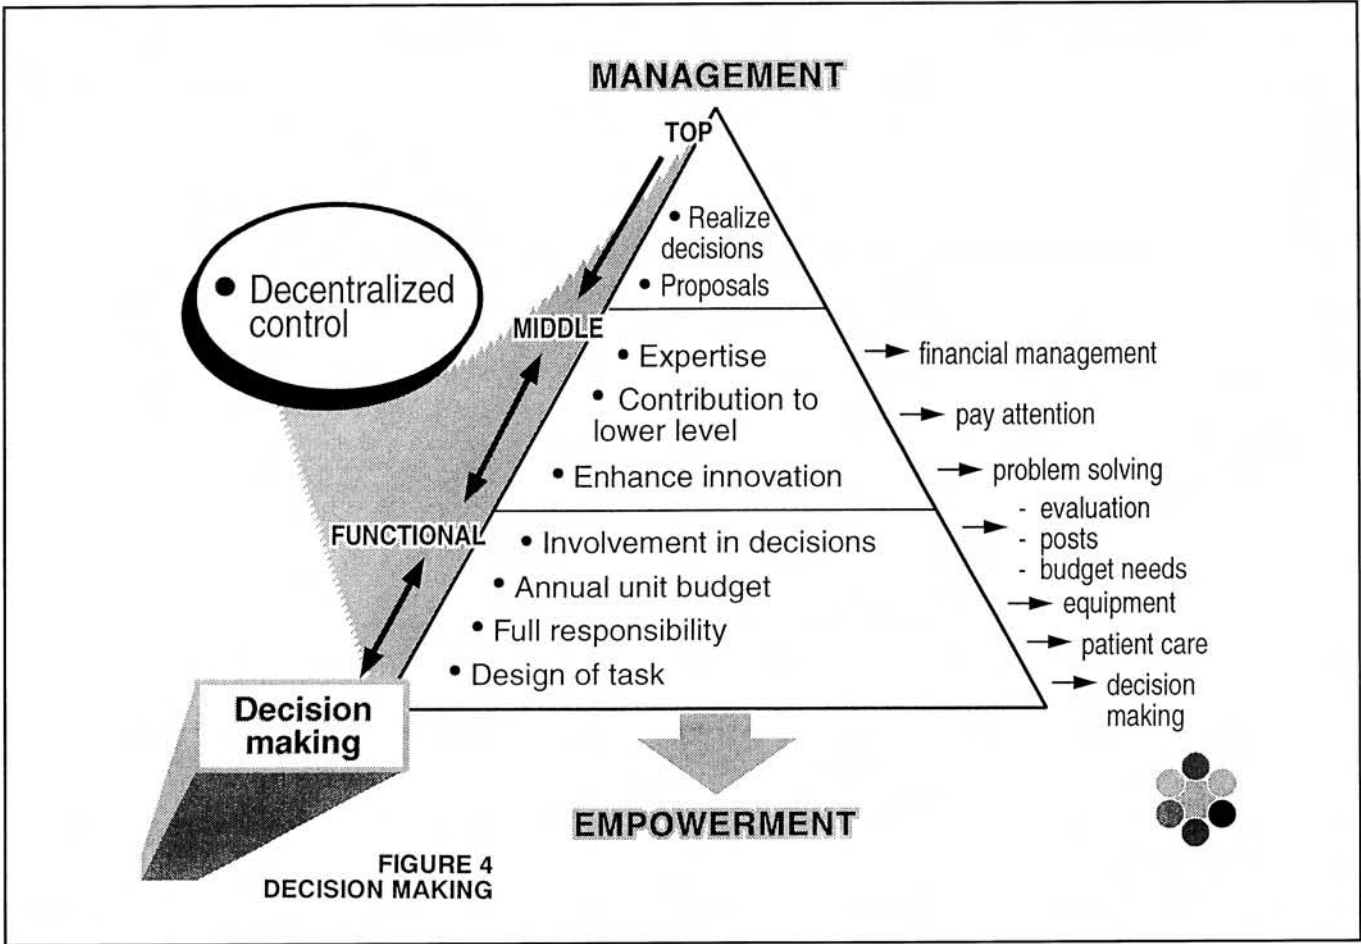 MANAGEMENT
TOP
• Realize
decisions
• Proposals
• Decentralized
control
MIDDLE
• Expertise
• Contribution to
lower level
• Enhance innovation
FUNCTIONAL
• Involvement in decisions
• Annual unit budget
• Full responsibility
• Design of task
→ financial management
→ pay attention
→ problem solving
→ - evaluation
- posts
- budget needs
→ equipment
→ patient care
→ decision
making
Decision
making
EMPOWERMENT
FIGURE 4
DECISION MAKING